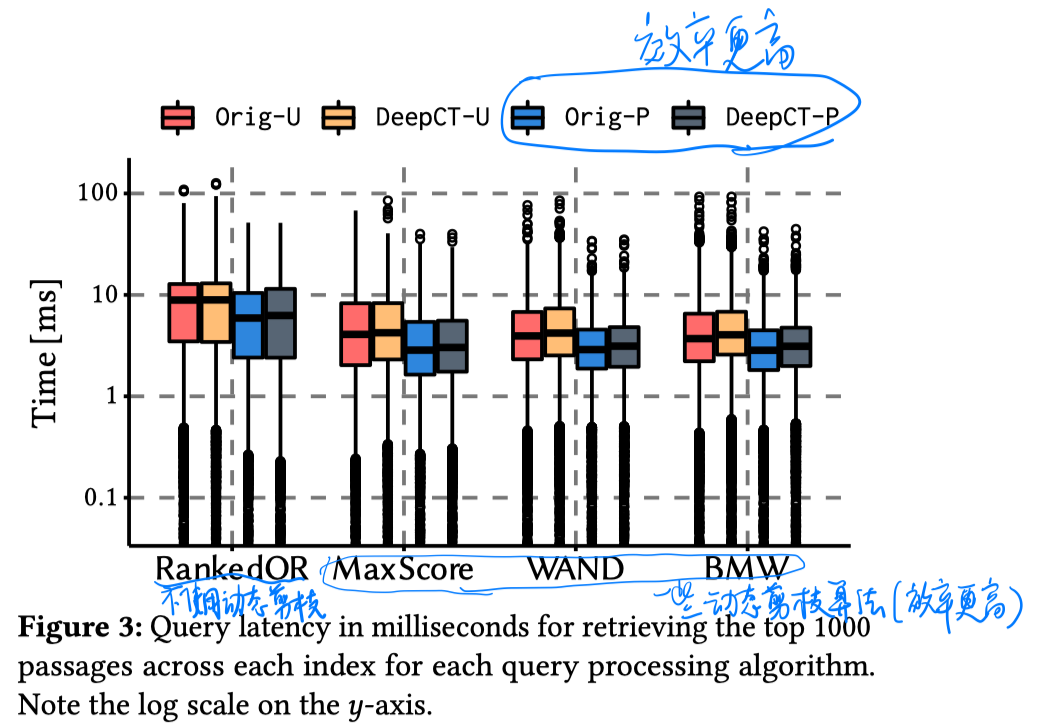 效率更高
Orig-U DeepCT-U Orig-P DeepCT-P
100
10
1
0.1
Time [ms]
RankedOR MaxScore WAND BMW
不使用动态剪枝
一些动态剪枝算法(效率更高)
Figure 3: Query latency in milliseconds for retrieving the top 1000
passages across each index for each query processing algorithm.
Note the log scale on the y-axis.